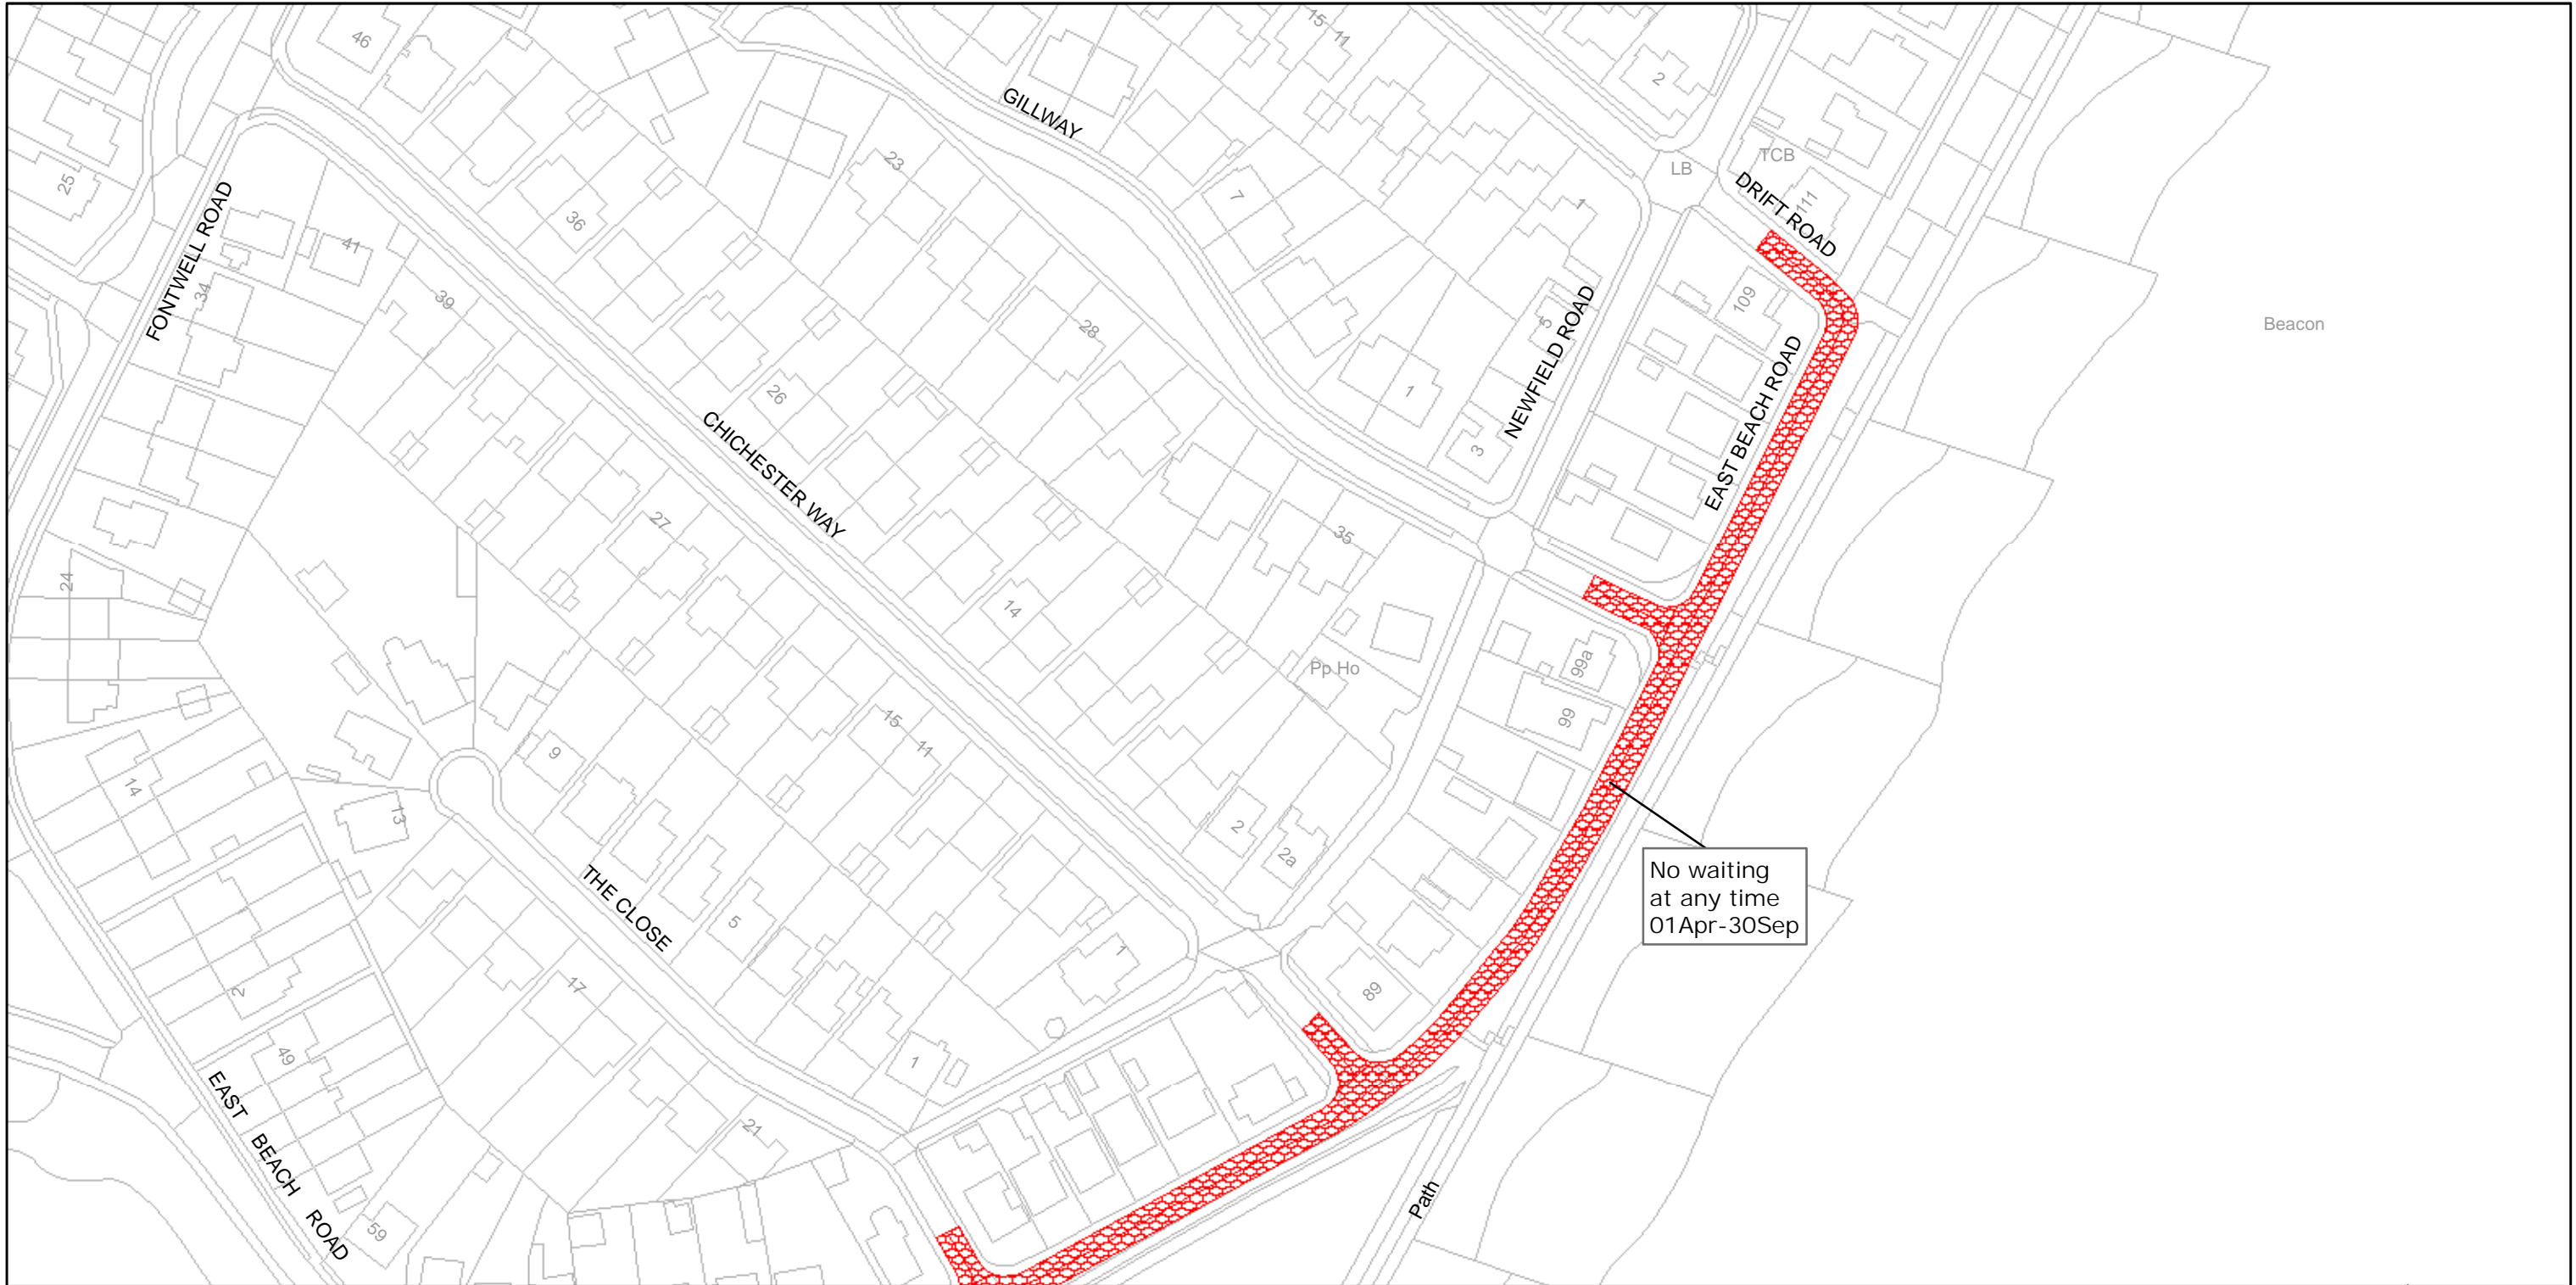 46
15
11
2
GILLWAY
25
23
LB
TCB
DRIFT ROAD
111
36
7
1
FONTWELL ROAD
41
34
39
28
5
109
Beacon
NEWFIELD ROAD
EAST BEACH ROAD
26
1
CHICHESTER WAY
3
27
35
24
14
Pp Ho
99a
99
15
11
9
14
13
2
2a
No waiting
at any time
01Apr-30Sep
THE CLOSE
5
1
2
17
89
49
1
EAST BEACH ROAD
21
59
Path